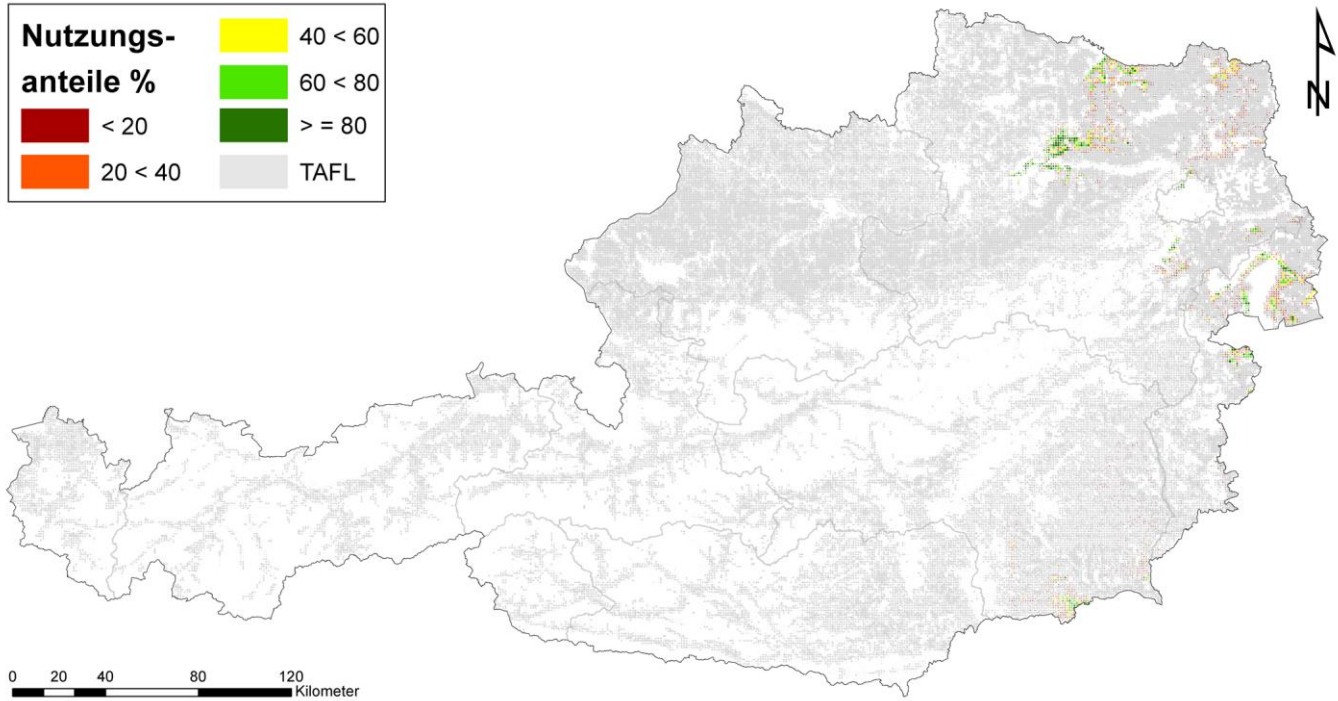 Nutzungs-
anteile %
< 20
20 < 40
40 < 60
60 < 80
> = 80
TAFL
N
0 20 40 80 120
Kilometer